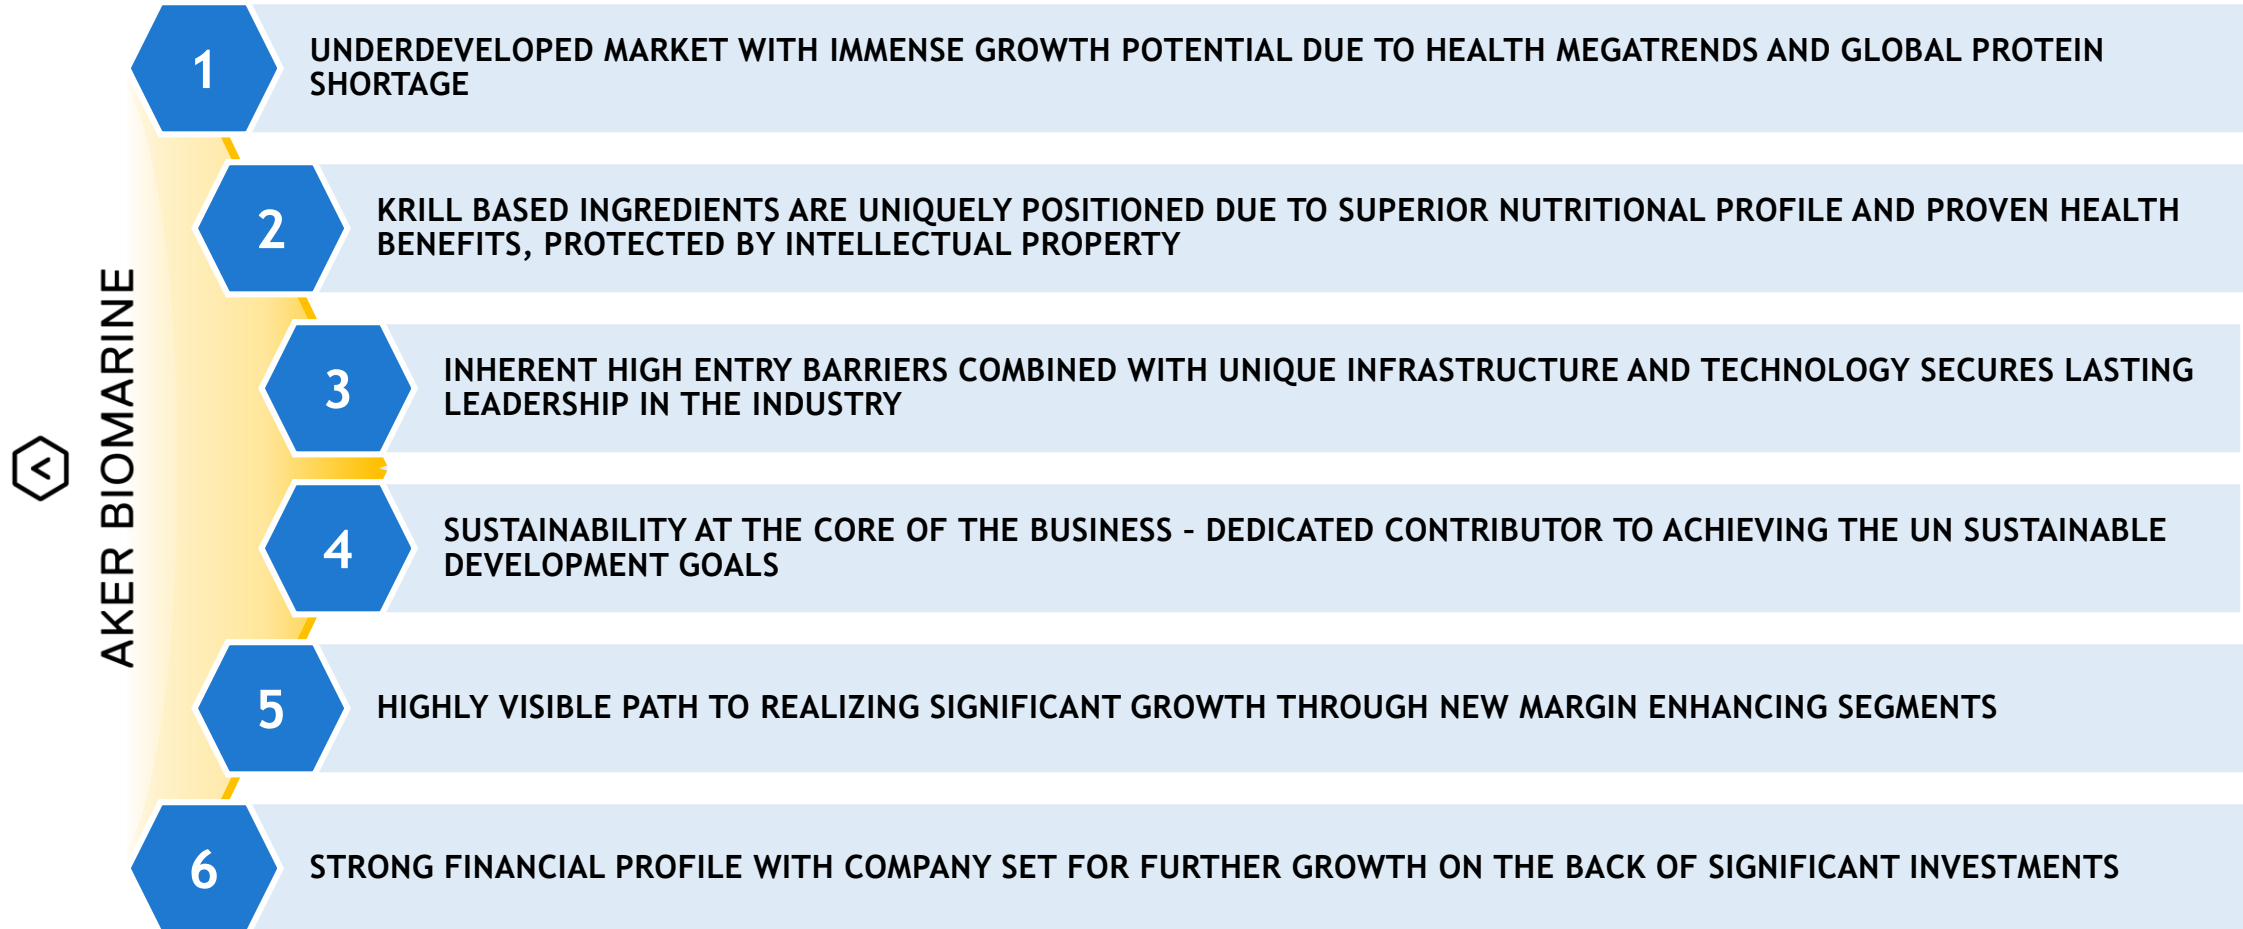 AKER BIOMARINE
1
UNDERDEVELOPED MARKET WITH IMMENSE GROWTH POTENTIAL DUE TO HEALTH MEGATRENDS AND GLOBAL PROTEIN
SHORTAGE
2
KRILL BASED INGREDIENTS ARE UNIQUELY POSITIONED DUE TO SUPERIOR NUTRITIONAL PROFILE AND PROVEN HEALTH
BENEFITS, PROTECTED BY INTELLECTUAL PROPERTY
3
INHERENT HIGH ENTRY BARRIERS COMBINED WITH UNIQUE INFRASTRUCTURE AND TECHNOLOGY SECURES LASTING
LEADERSHIP IN THE INDUSTRY
4
SUSTAINABILITY AT THE CORE OF THE BUSINESS – DEDICATED CONTRIBUTOR TO ACHIEVING THE UN SUSTAINABLE
DEVELOPMENT GOALS
5
HIGHLY VISIBLE PATH TO REALIZING SIGNIFICANT GROWTH THROUGH NEW MARGIN ENHANCING SEGMENTS
6
STRONG FINANCIAL PROFILE WITH COMPANY SET FOR FURTHER GROWTH ON THE BACK OF SIGNIFICANT INVESTMENTS